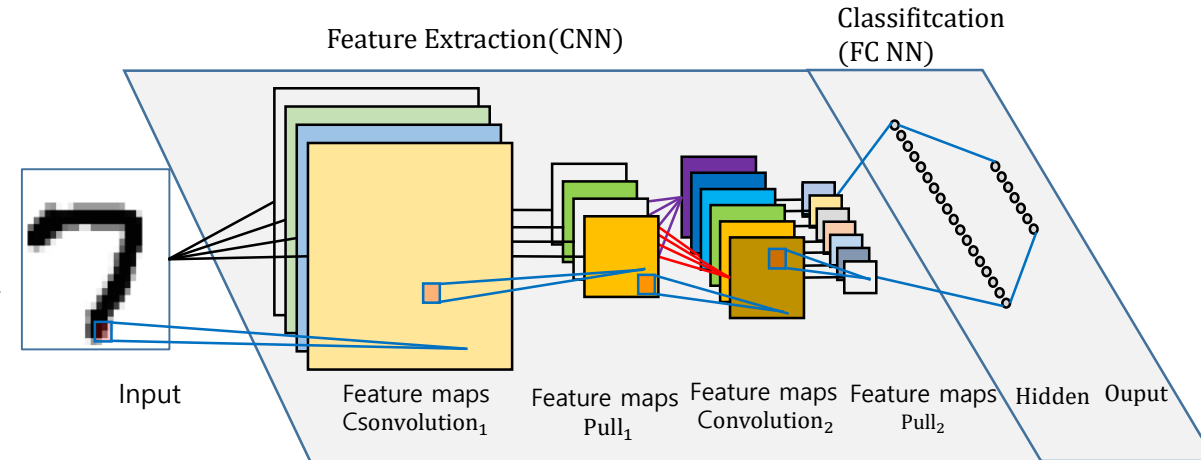 Feature Extraction(CNN)
Classifitcation
(FC NN)
Input
Feature maps
Csonvolution₁
Feature maps
Pull₁
Feature maps
Convolution₂
Feature maps
Pull₂
Hidden
Ouput